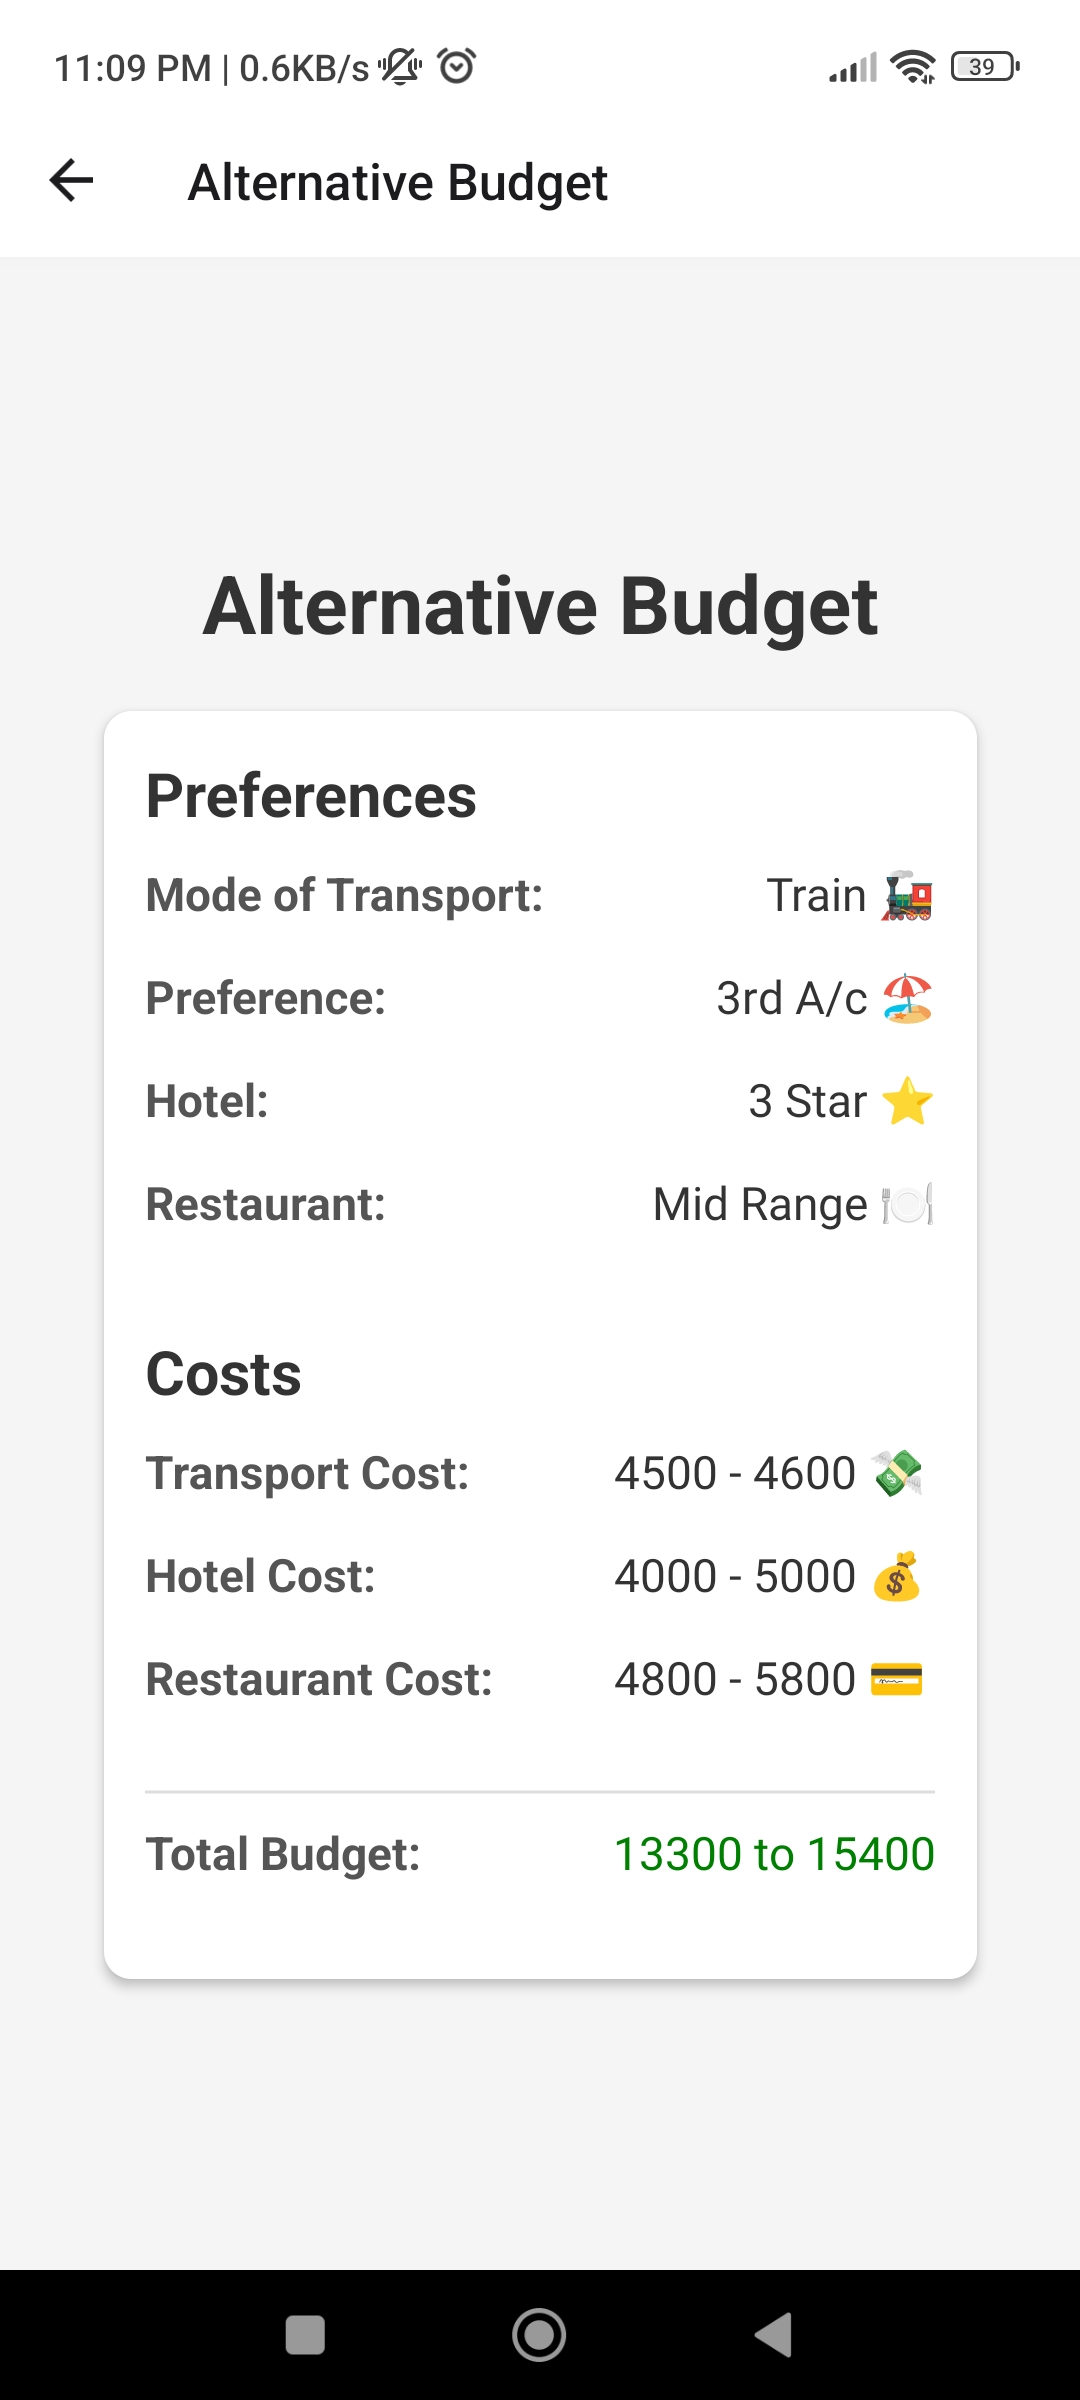 11:09 PM | 0.6KB/s
39
Alternative Budget
Alternative Budget
Preferences
Mode of Transport: Train 🚂
Preference: 3rd A/c 🏖️
Hotel: 3 Star ⭐
Restaurant: Mid Range 🍽️
Costs
Transport Cost: 4500 - 4600 💸
Hotel Cost: 4000 - 5000 💰
Restaurant Cost: 4800 - 5800 💳
Total Budget: 13300 to 15400